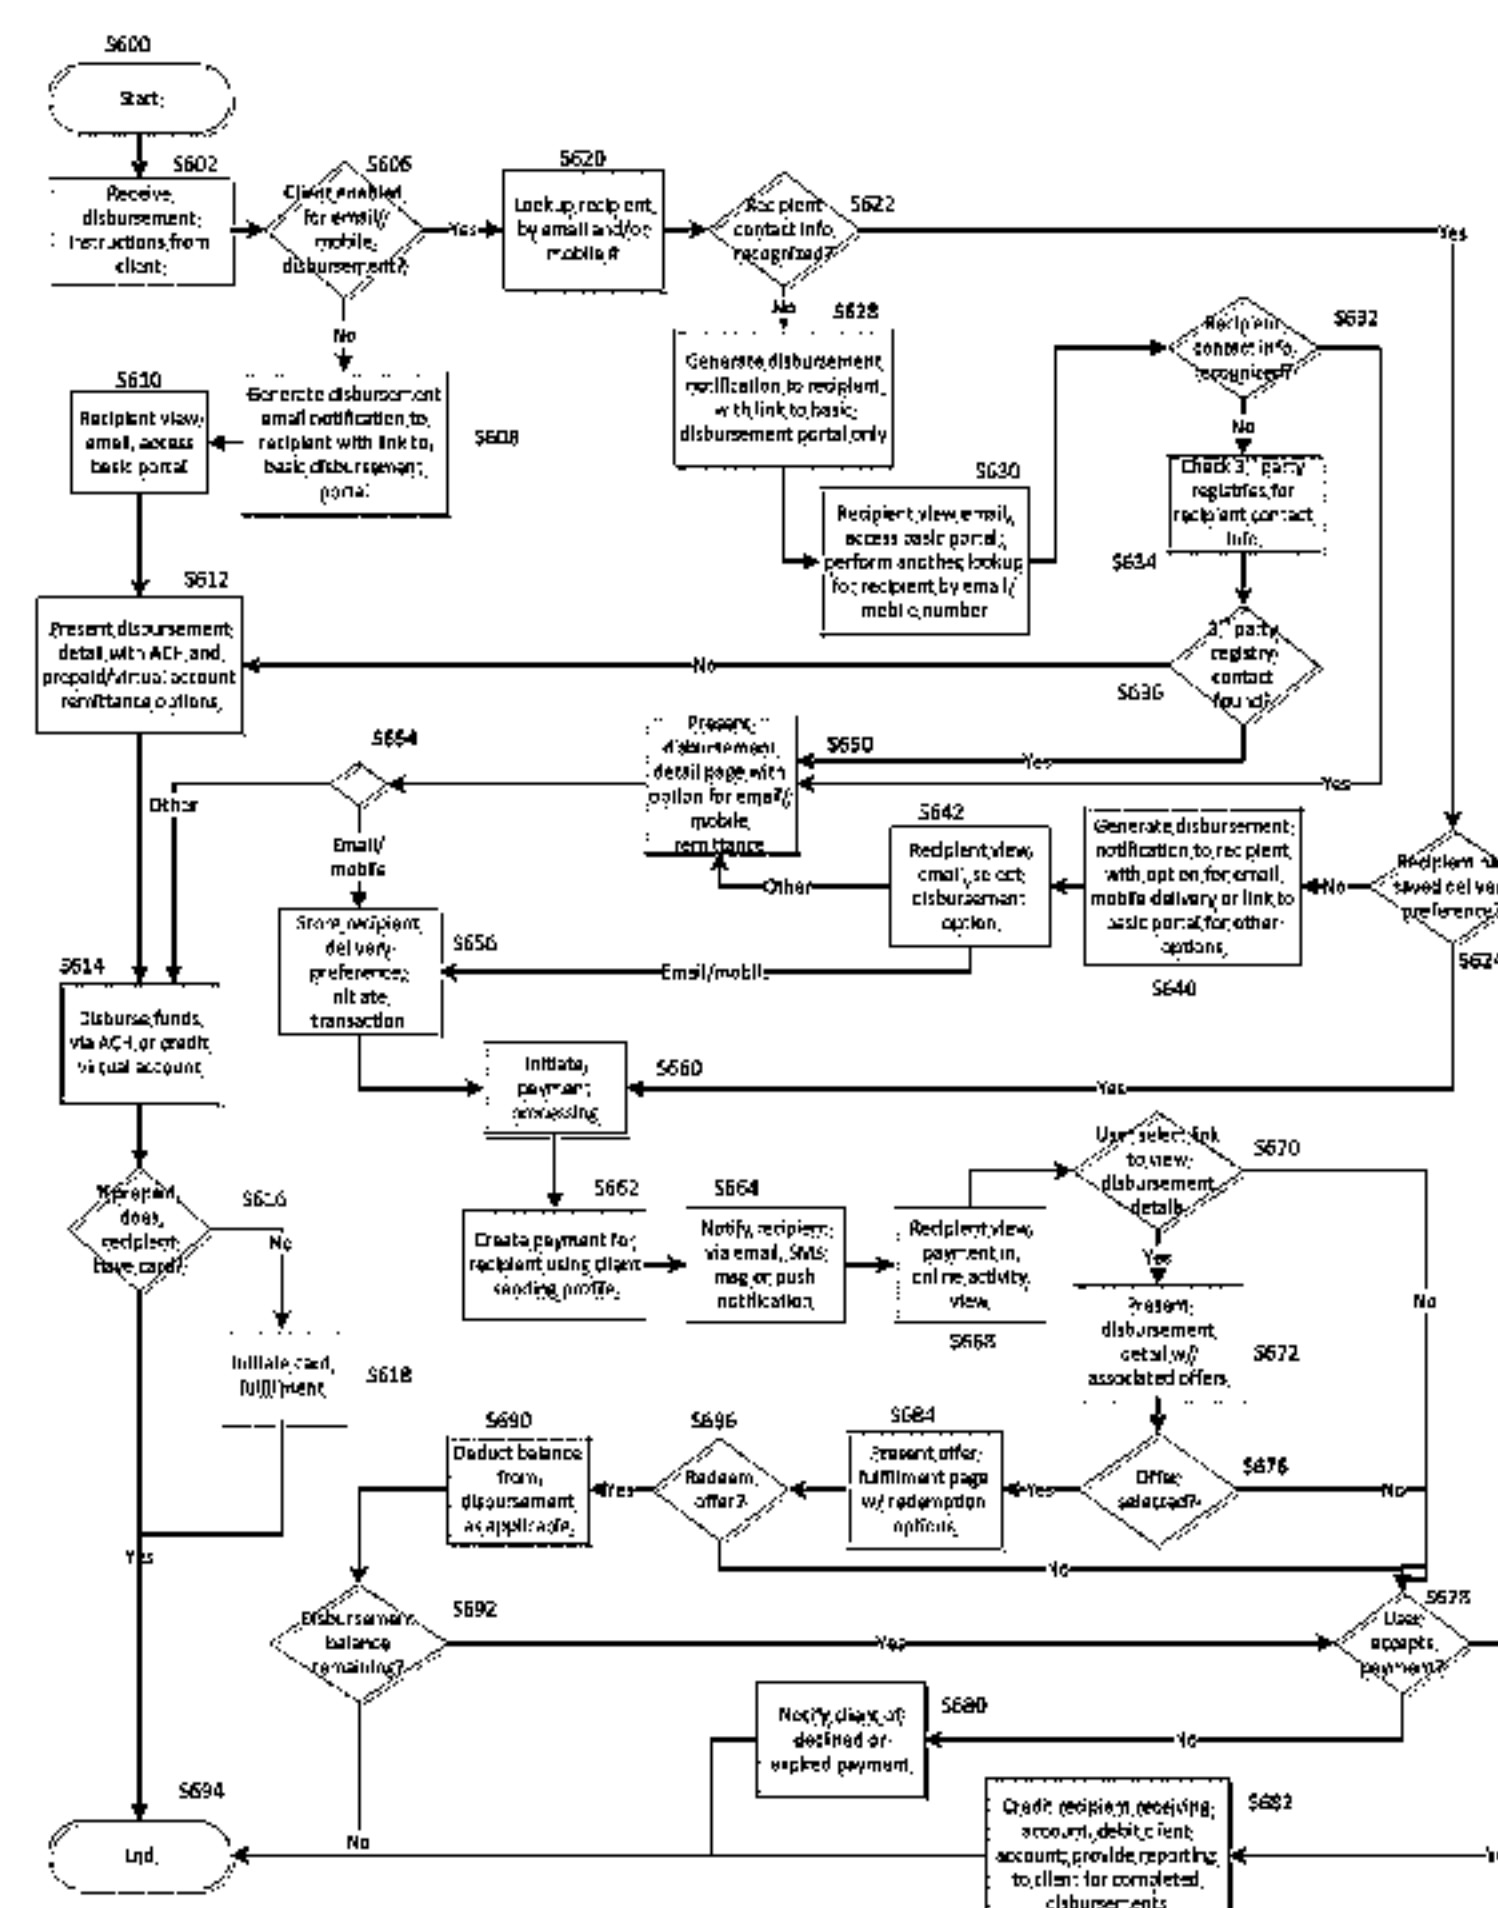 S600
Start
S602
Receive
disbursement
instructions from
client
S606
Client enabled
for email/
mobile
disbursement?
Yes
No
S620
Lookup recipient
by email and/or
mobile #
Recipient
contact info
recognized?
S622
Yes
No
S628
Generate disbursement
notification to recipient
with link to basic
disbursement portal only
Recipient
contact info
recognized?
S632
No
S610
Recipient view
email, access
basic portal
Generate disbursement
email notification to
recipient with link to
basic disbursement
portal
S608
S630
Recipient view email,
access basic portal;
perform another lookup
for recipient by email/
mobile number
Check 3rd party
registries for
recipient contact
info
S634
S612
Present disbursement
detail with ACH and
prepaid/virtual account
remittance options
No
3rd party
registry
contact
found?
S636
S654
Present
disbursement
detail page with
option for email/
mobile
remittance
S650
Yes
Yes
Other
Email/
mobile
S642
Recipient view
email, select
disbursement
option
Other
Generate disbursement
notification to recipient
with option for email,
mobile delivery or link to
basic portal for other
options
S640
No
Recipient
saved
preference?
S624
Store recipient
delivery
preference;
initiate
transaction
S656
Email/mobile
S614
Disburse funds
via ACH or credit
virtual account
Initiate
payment
processing
S660
Yes
If prepaid,
does
recipient
have card?
S616
No
S662
Create payment for
recipient using client
sending profile
S664
Notify recipient
via email, SMS
msg or push
notification
Recipient view
payment in
online activity
view
S668
User select link
to view
disbursement
details
S670
Yes
No
Present
disbursement
detail w/
associated offers
S672
Initiate card
fulfillment
S618
S690
Deduct balance
from
disbursement
as applicable
Yes
S696
Redeem
offer?
S684
Present offer
fulfillment page
w/ redemption
options
Yes
Offer
selected?
S676
No
Yes
No
Disbursement
balance
remaining?
S692
Yes
S678
User
accepts
payment?
Notify client of
declined or
expired payment
S680
No
S694
End
No
Credit recipient receiving
account, debit client
account; provide reporting
to client for completed
disbursements
S682